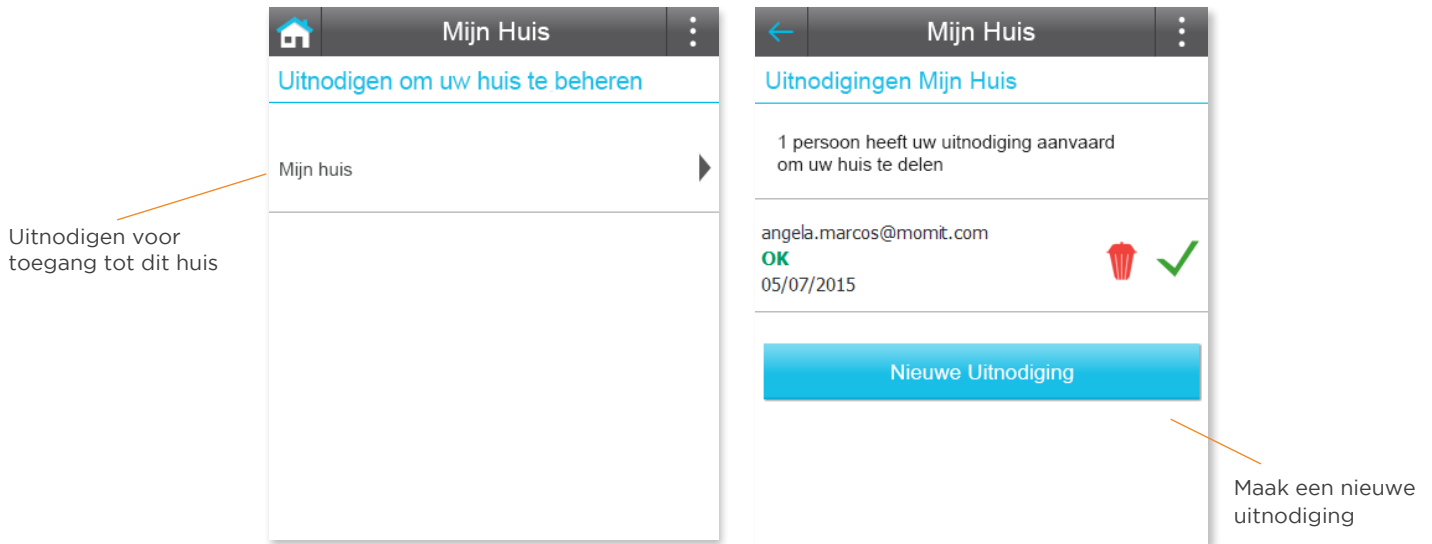 Mijn Huis
Uitnodigen om uw huis te beheren
Mijn huis
Uitnodigen voor
toegang tot dit huis
Mijn Huis
Uitnodigingen Mijn Huis
1 persoon heeft uw uitnodiging aanvaard
om uw huis te delen
angela.marcos@momit.com
OK
05/07/2015
Nieuwe Uitnodiging
Maak een nieuwe
uitnodiging